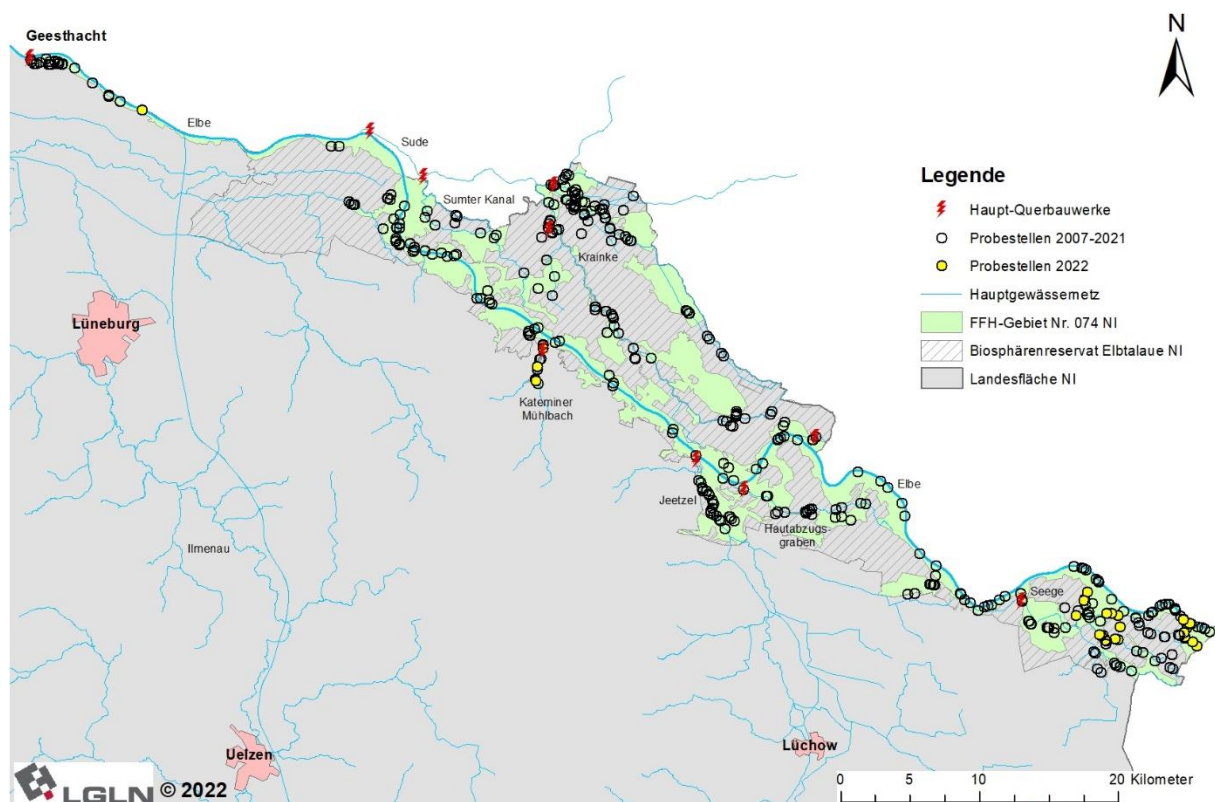 Geesthacht
N
Elbe
Sude
Sumter Kanal
Krainke
Lüneburg
Kateminer
Mühlbach
Jeetzel
Elbe
Hautabzugs-
graben
Ilmenau
Seege
Uelzen
Lüchow
Legende
Haupt-Querbauwerke
Probestellen 2007-2021
Probestellen 2022
Hauptgewässernetz
FFH-Gebiet Nr. 074 NI
Biosphärenreservat Elbtalaue NI
Landesfläche NI
LGLN © 2022
0 5 10 20 Kilometer